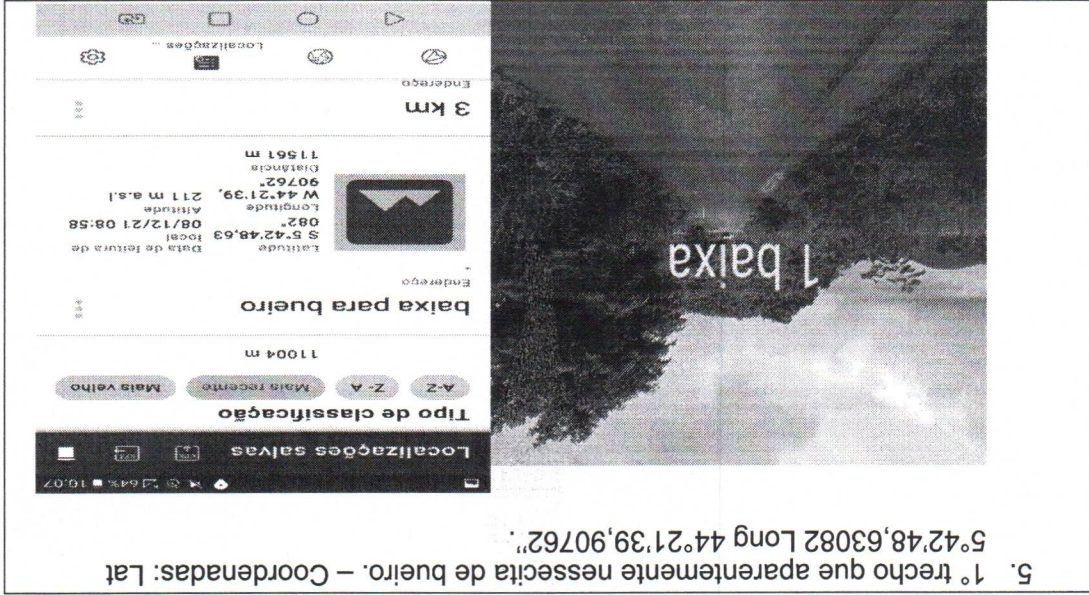 5. 1° trecho que aparentemente nessecita de bueiro. – Coordenadas: Lat:
5°42'48,63082 Long 44°21'39,90762".
1 baixa
64% 10:07
Localizações salvas
Tipo de classificação
A-Z Z - A Mais recente Mais velho
11004 m
baixa para bueiro
Endereço
-
Latitude
S 5°42'48,63
082"
Data de leitura de
local
08/12/21 08:58
Longitude
W 44°21'39,
90762"
Altitude
211 m a.s.l.
Distância
11561 m
3 km
Endereço
Localizações ...